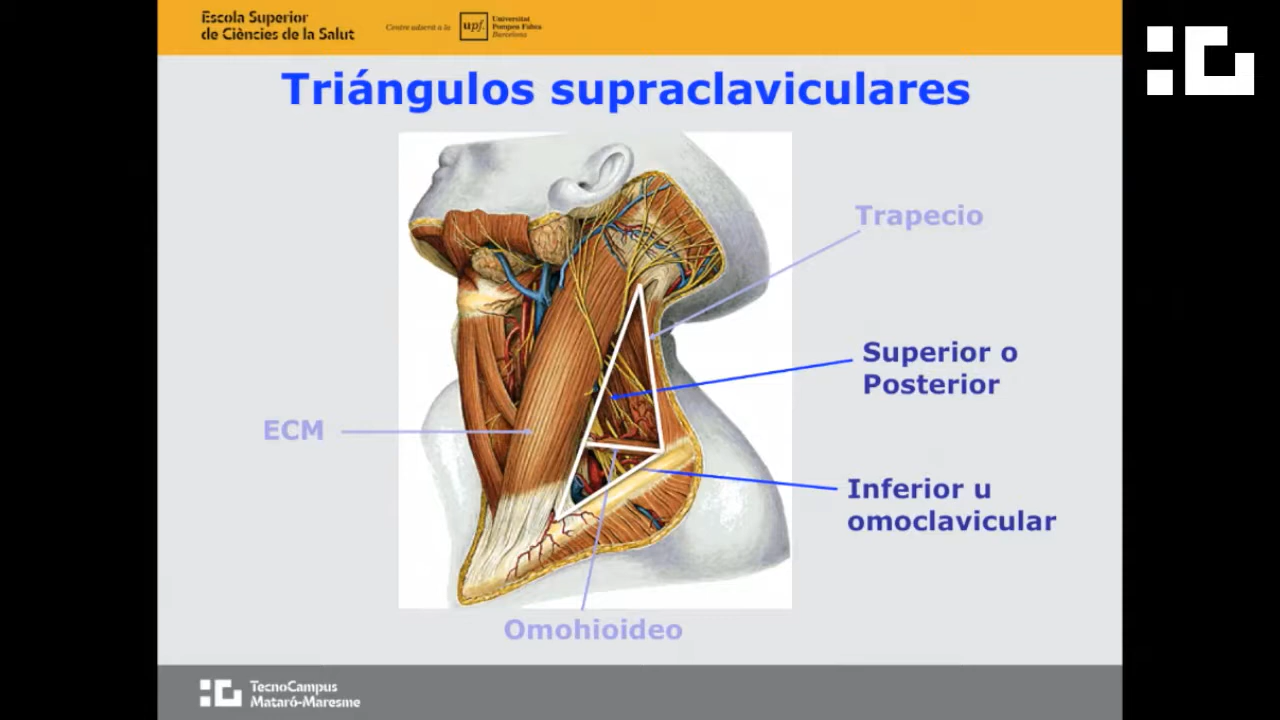 Escola Superior
de Ciències de la Salut
Centre adscrit a la
upf.
Universitat
Pompeu Fabra
Barcelona
Triángulos supraclaviculares
Trapecio
Superior o
Posterior
ECM
Inferior u
omoclavicular
Omohioideo
TecnoCampus
Mataró-Maresme